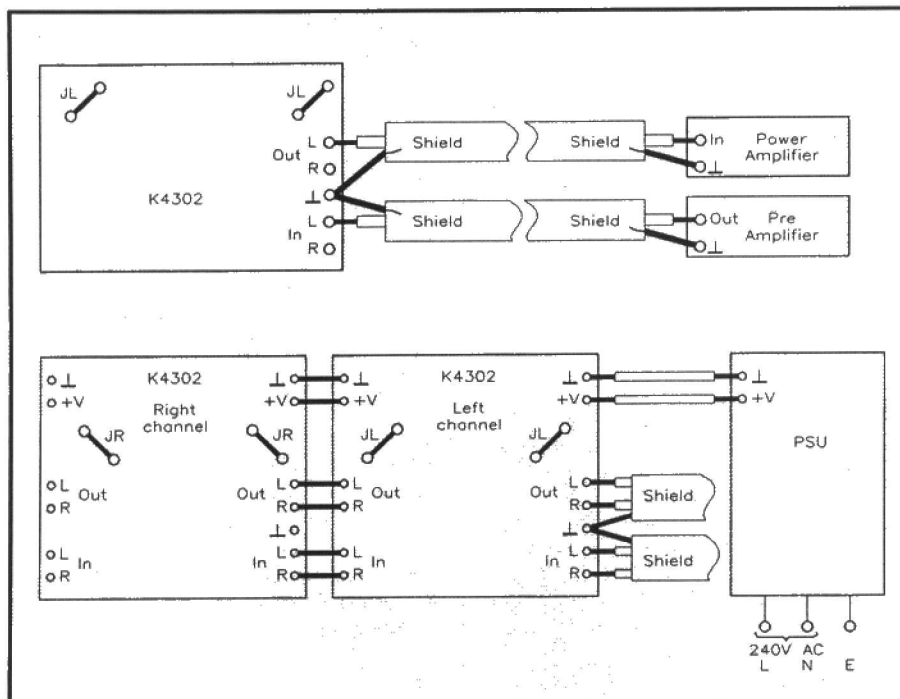 JL
JL
L
Out
R
⊥
K4302
L
In
R
Shield
Shield
In
Power
Amplifier
⊥
Shield
Shield
Out
Pre
Amplifier
⊥
⊥
K4302
⊥
+V
Right
channel
+V
JR
JR
L
Out
R
Out
L
R
⊥
L
In
R
In
L
R
⊥
K4302
+V
Left
channel
JL
JL
L
Out
R
Out
L
R
⊥
L
In
R
In
L
R
⊥
+V
Shield
Shield
⊥
+V
PSU
240V AC
L N E